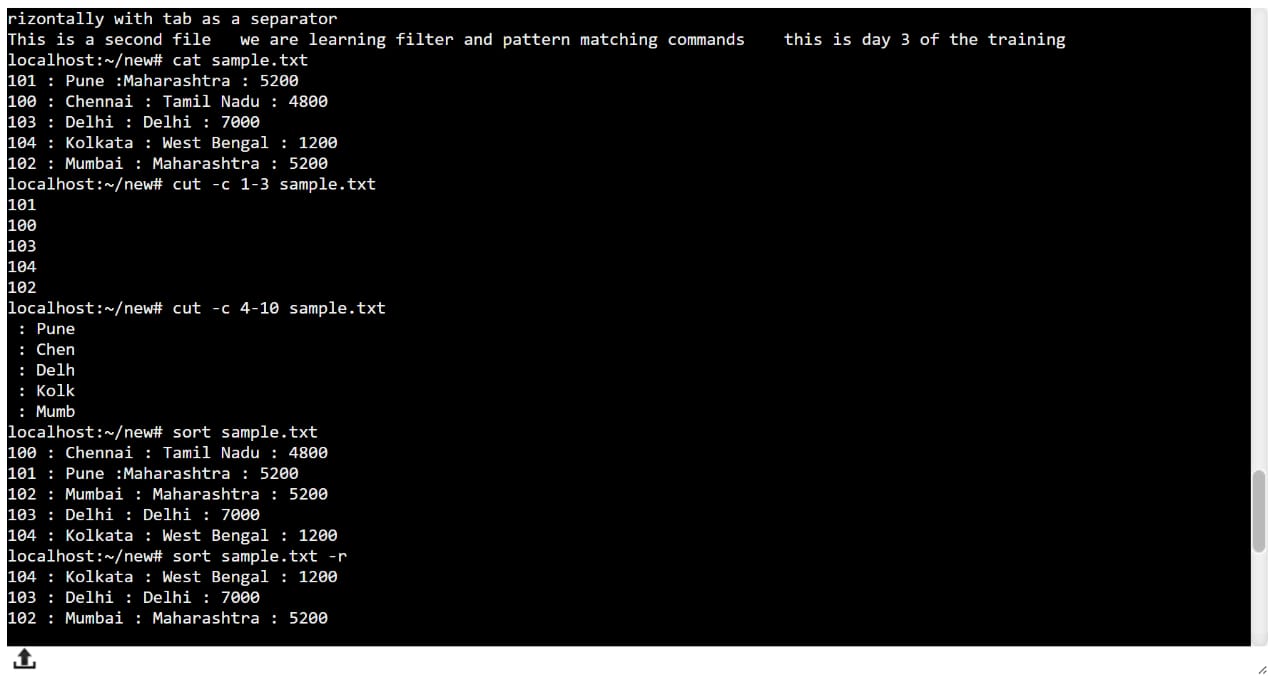 rizontally with tab as a separator
This is a second file   we are learning filter and pattern matching commands    this is day 3 of the training
localhost:~/new# cat sample.txt
101 : Pune :Maharashtra : 5200
100 : Chennai : Tamil Nadu : 4800
103 : Delhi : Delhi : 7000
104 : Kolkata : West Bengal : 1200
102 : Mumbai : Maharashtra : 5200
localhost:~/new# cut -c 1-3 sample.txt
101
100
103
104
102
localhost:~/new# cut -c 4-10 sample.txt
 : Pune
 : Chen
 : Delh
 : Kolk
 : Mumb
localhost:~/new# sort sample.txt
100 : Chennai : Tamil Nadu : 4800
101 : Pune :Maharashtra : 5200
102 : Mumbai : Maharashtra : 5200
103 : Delhi : Delhi : 7000
104 : Kolkata : West Bengal : 1200
localhost:~/new# sort sample.txt -r
104 : Kolkata : West Bengal : 1200
103 : Delhi : Delhi : 7000
102 : Mumbai : Maharashtra : 5200